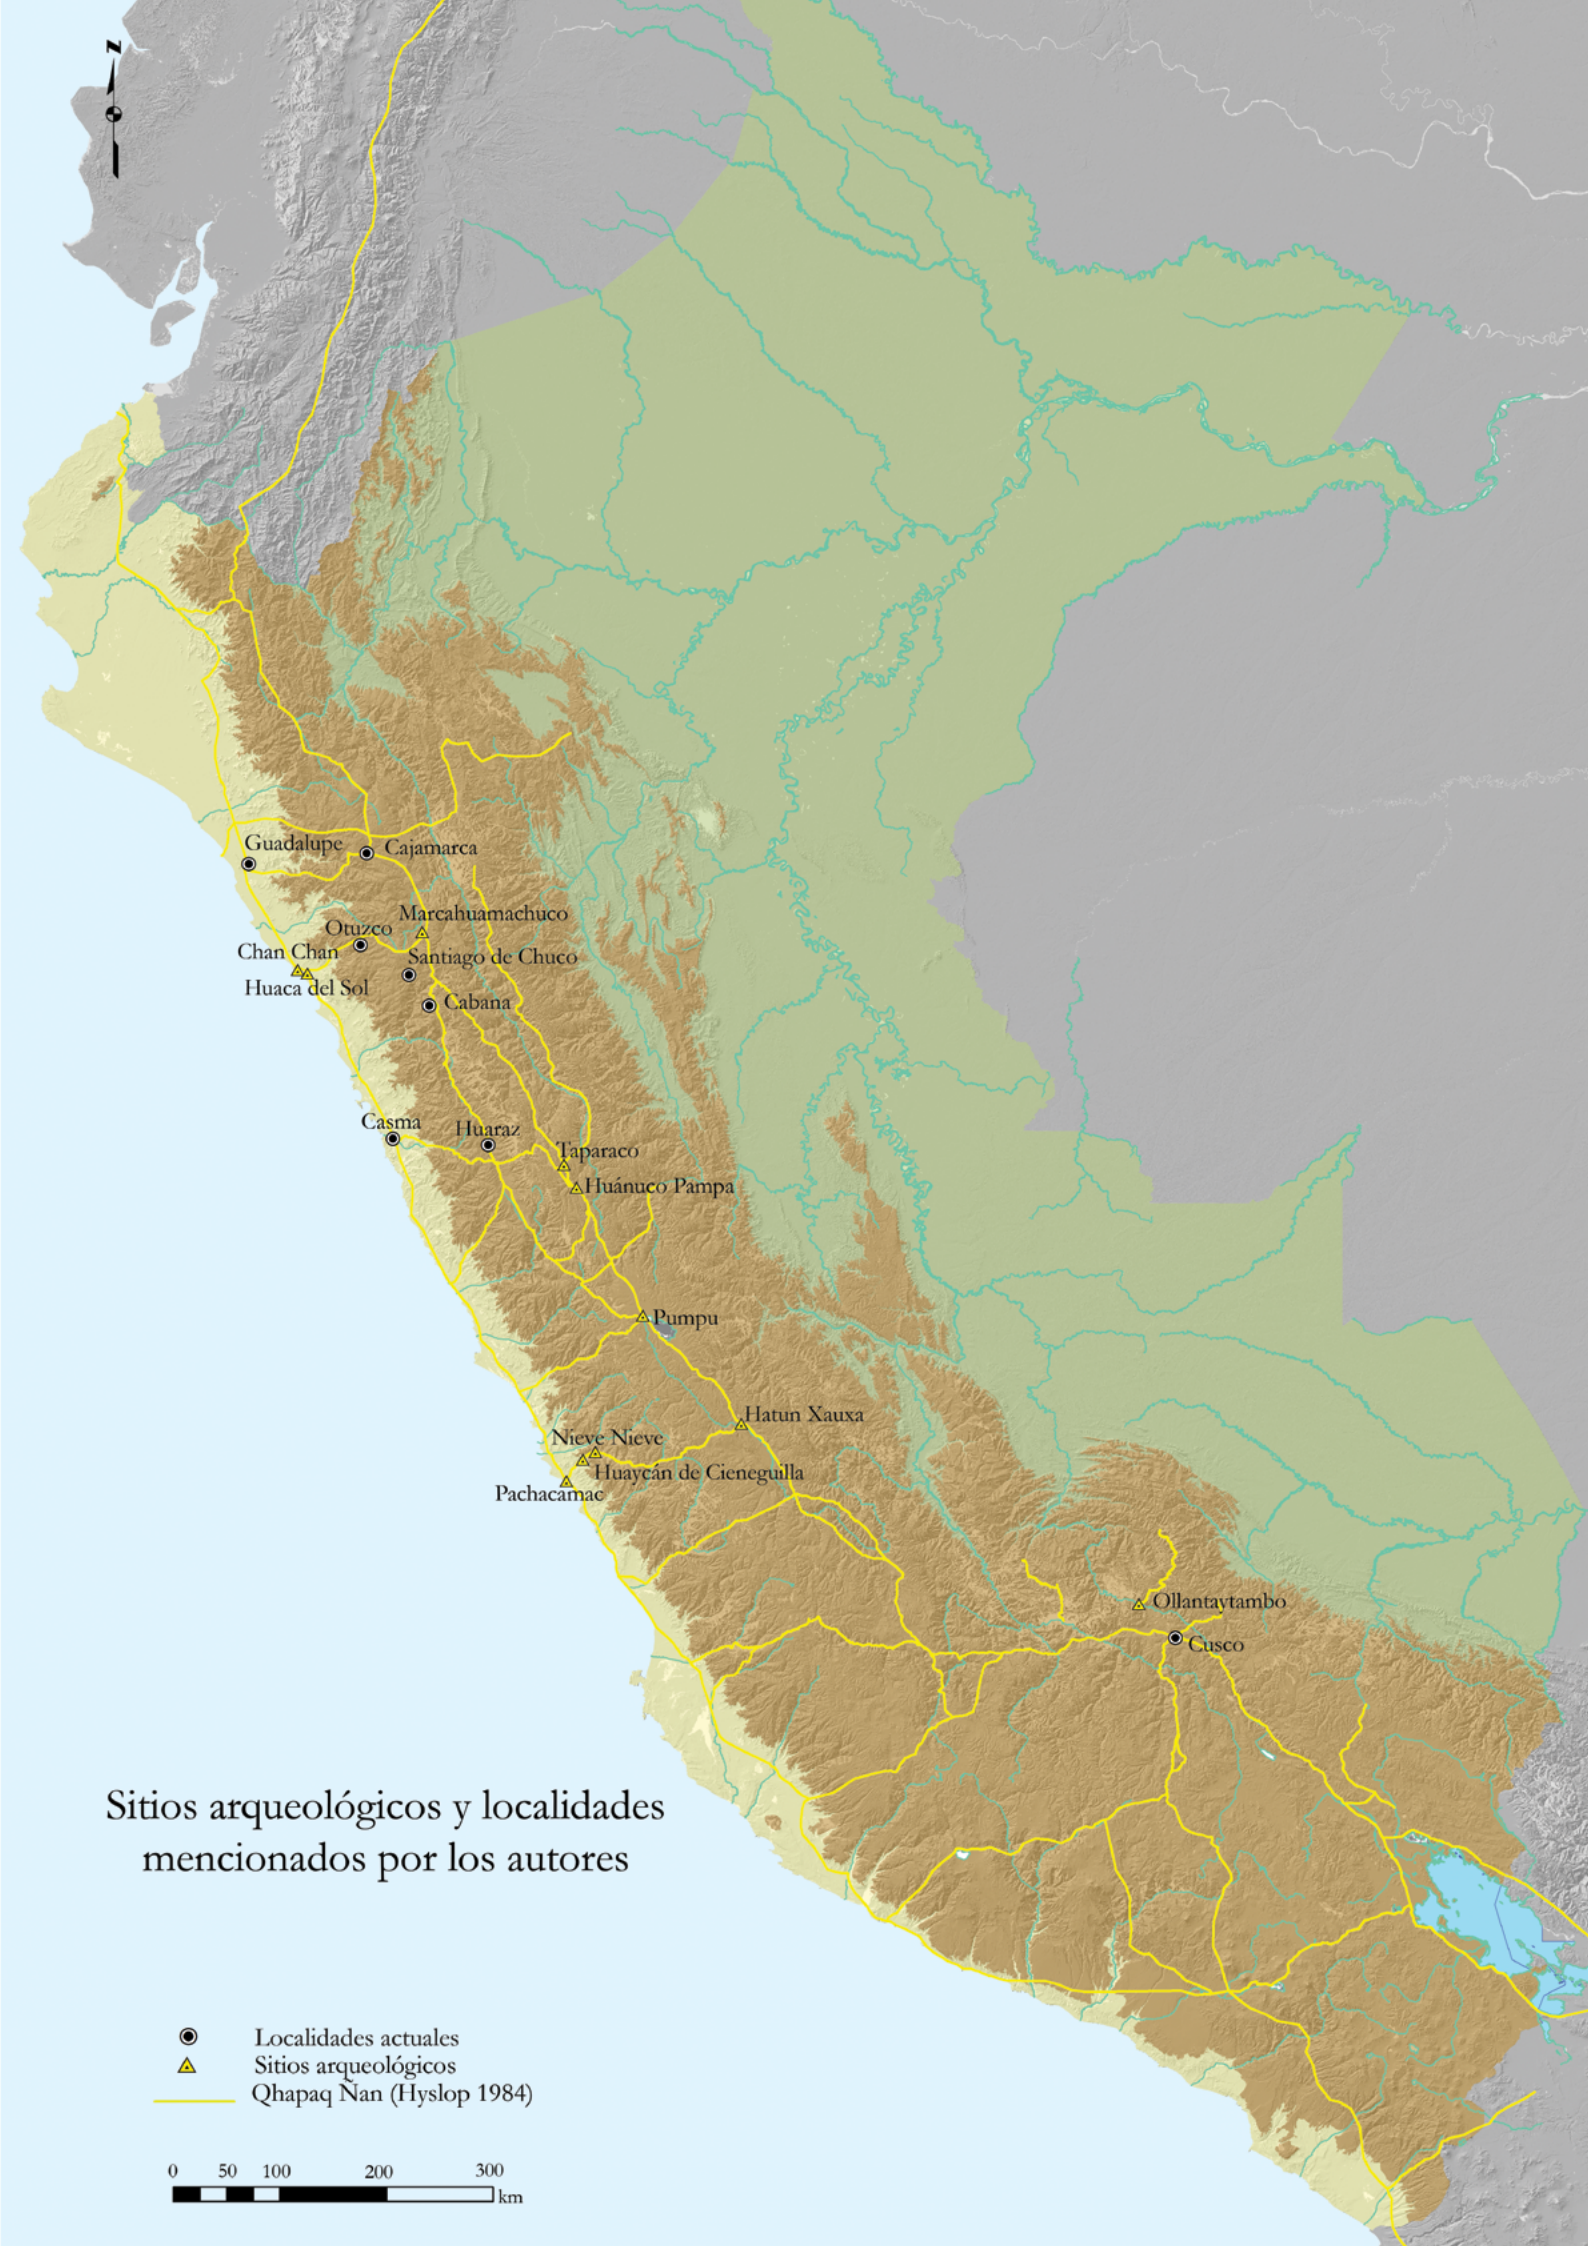 N
Guadalupe
Cajamarca
Marcahuamachuco
Otuzco
Chan Chan
Santiago de Chuco
Huaca del Sol
Cabana
Casma
Huaraz
Taparaco
Huánuco Pampa
Pumpu
Hatun Xauxa
Nieve Nieve
Huaycán de Cieneguilla
Pachacamac
Ollantaytambo
Cusco
Sitios arqueológicos y localidades
mencionados por los autores
Localidades actuales
Sitios arqueológicos
Qhapaq Ñan (Hyslop 1984)
0 50 100 200 300
km